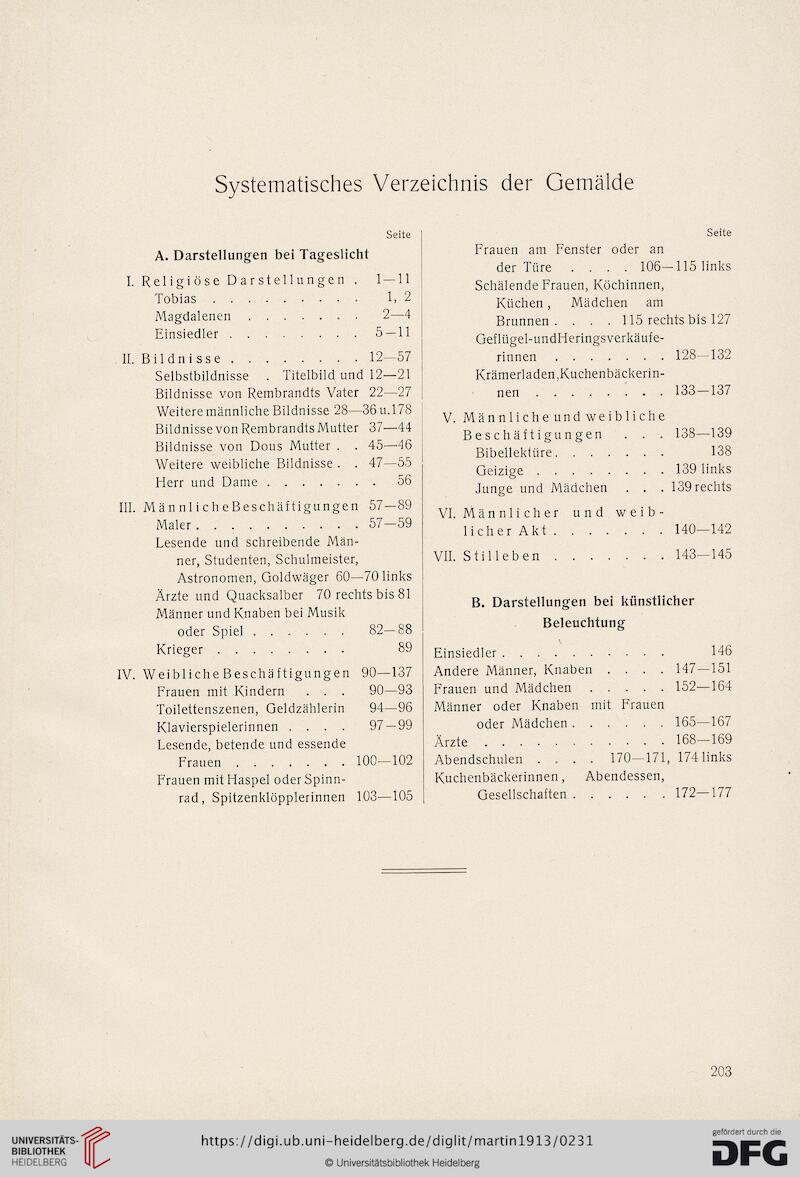 Systematisches Verzeichnis der Gemälde
Seite
A. Darstellungen bei Tageslicht
I. Religiöse Darstellungen . 1—11
Tobias . . . . . . . . . 1, 2
Magdalenen . . . . . . . 2—4
Einsiedler . . . . . . . . 5—11
II. Bildnisse . . . . . . . . 12—57
Selbstbildnisse . Titelbild und 12—21
Bildnisse von Rembrandts Vater 22—27
Weitere männliche Bildnisse 28—36 u. 178
Bildnisse von Rembrandts Mutter 37—44
Bildnisse von Dous Mutter . . 45—46
Weitere weibliche Bildnisse . . 47—55
Herr und Dame . . . . . . . 56
III. Männliche Beschäftigungen 57—89
Maler . . . . . . . . . . 57—59
Lesende und schreibende Män-
ner, Studenten, Schulmeister,
Astronomen, Goldwäger 60—70 links
Ärzte und Quacksalber 70 rechts bis 81
Männer und Knaben bei Musik
oder Spiel . . . . . . 82—88
Krieger . . . . . . . . 89
IV. Weibliche Beschäftigungen 90—137
Frauen mit Kindern . . . 90—93
Toilettenszenen, Geldzählerin 94—96
Klavierspielerinnen . . . . 97—99
Lesende, betende und essende
Frauen . . . . . . . 100—102
Frauen mit Haspel oder Spinn-
rad, Spitzenklöpplerinnen 103—105
Seite
Frauen am Fenster oder an
der Türe . . . . 106—115 links
Schälende Frauen, Köchinnen,
Küchen, Mädchen am
Brunnen . . . . 115 rechts bis 127
Geflügel- und Heringsverkäufe-
rinnen . . . . . . . 128—132
Krämerladen, Kuchenbäckerin-
nen . . . . . . . . 133—137
V. Männliche und weibliche
Beschäftigungen . . . 138—139
Bibellektüre . . . . . . . 138
Geizige . . . . . . . . 139 links
Junge und Mädchen . . . 139 rechts
VI. Männlicher und weib-
licher Akt . . . . . . . 140—142
VII. Stilleben . . . . . . . 143—145
B. Darstellungen bei künstlicher
Beleuchtung
Einsiedler . . . . . . . . . . 146
Andere Männer, Knaben . . . . 147—151
Frauen und Mädchen . . . . . 152—164
Männer oder Knaben mit Frauen
oder Mädchen . . . . . . 165—167
Ärzte . . . . . . . . . . . 168—169
Abendschulen . . . . 170—171, 174 links
Kuchenbäckerinnen, Abendessen,
Gesellschaften . . . . . . 172—177
203
UNIVERSITÄTS-
BIBLIOTHEK
HEIDELBERG
https://digi.ub.uni-heidelberg.de/diglit/martin1913/0231
© Universitätsbibliothek Heidelberg
gefördert durch die
DFG